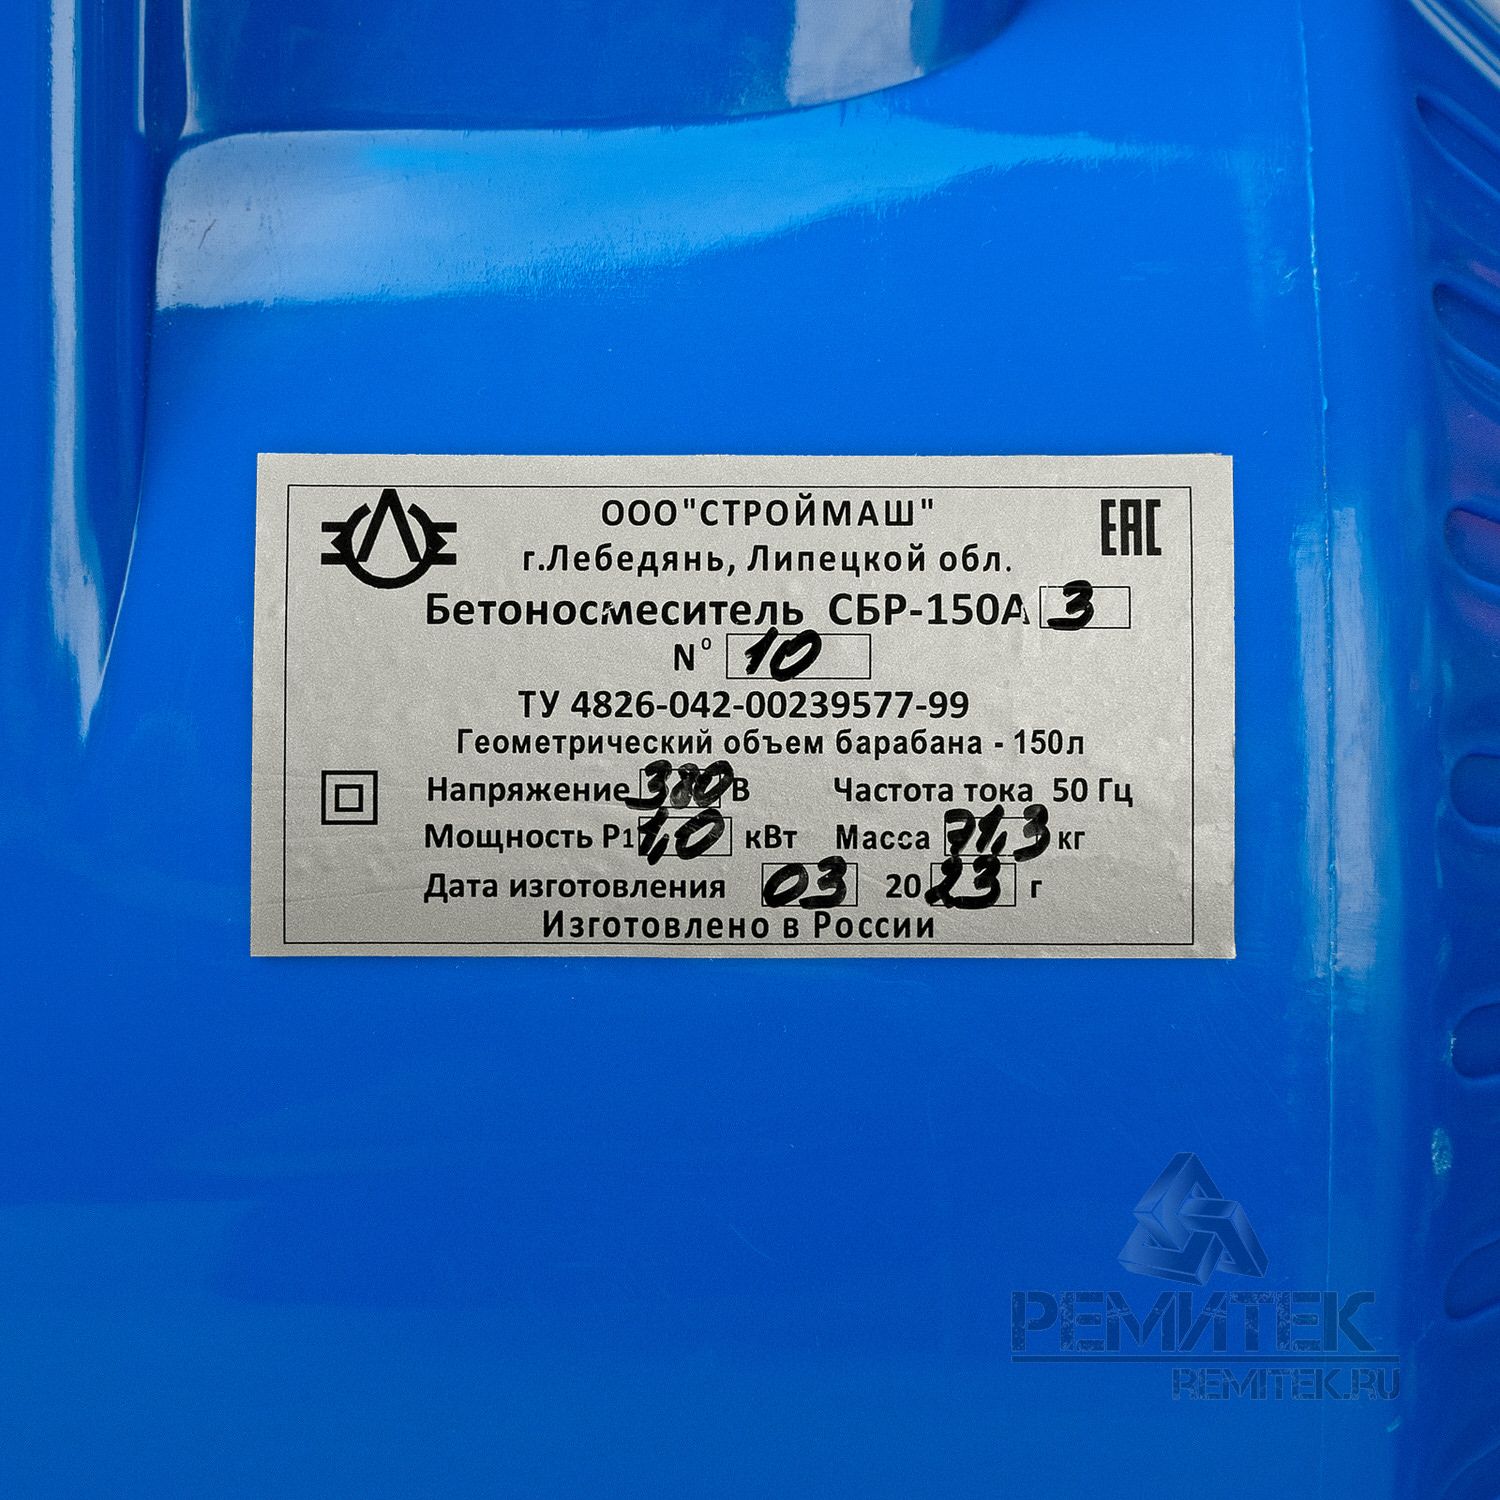 ООО"СТРОЙМАШ"
ЕАС
г.Лебедянь, Липецкой обл.
Бетоносмеситель СБР-150А 3
№ 10
ТУ 4826-042-00239577-99
Геометрический объем барабана - 150л
Напряжение 380 В Частота тока 50 Гц
Мощность Р1 1,0 кВт Масса 71,3 кг
Дата изготовления 03 2023 г
Изготовлено в России
РЕМИТЕК
REMITEK.RU